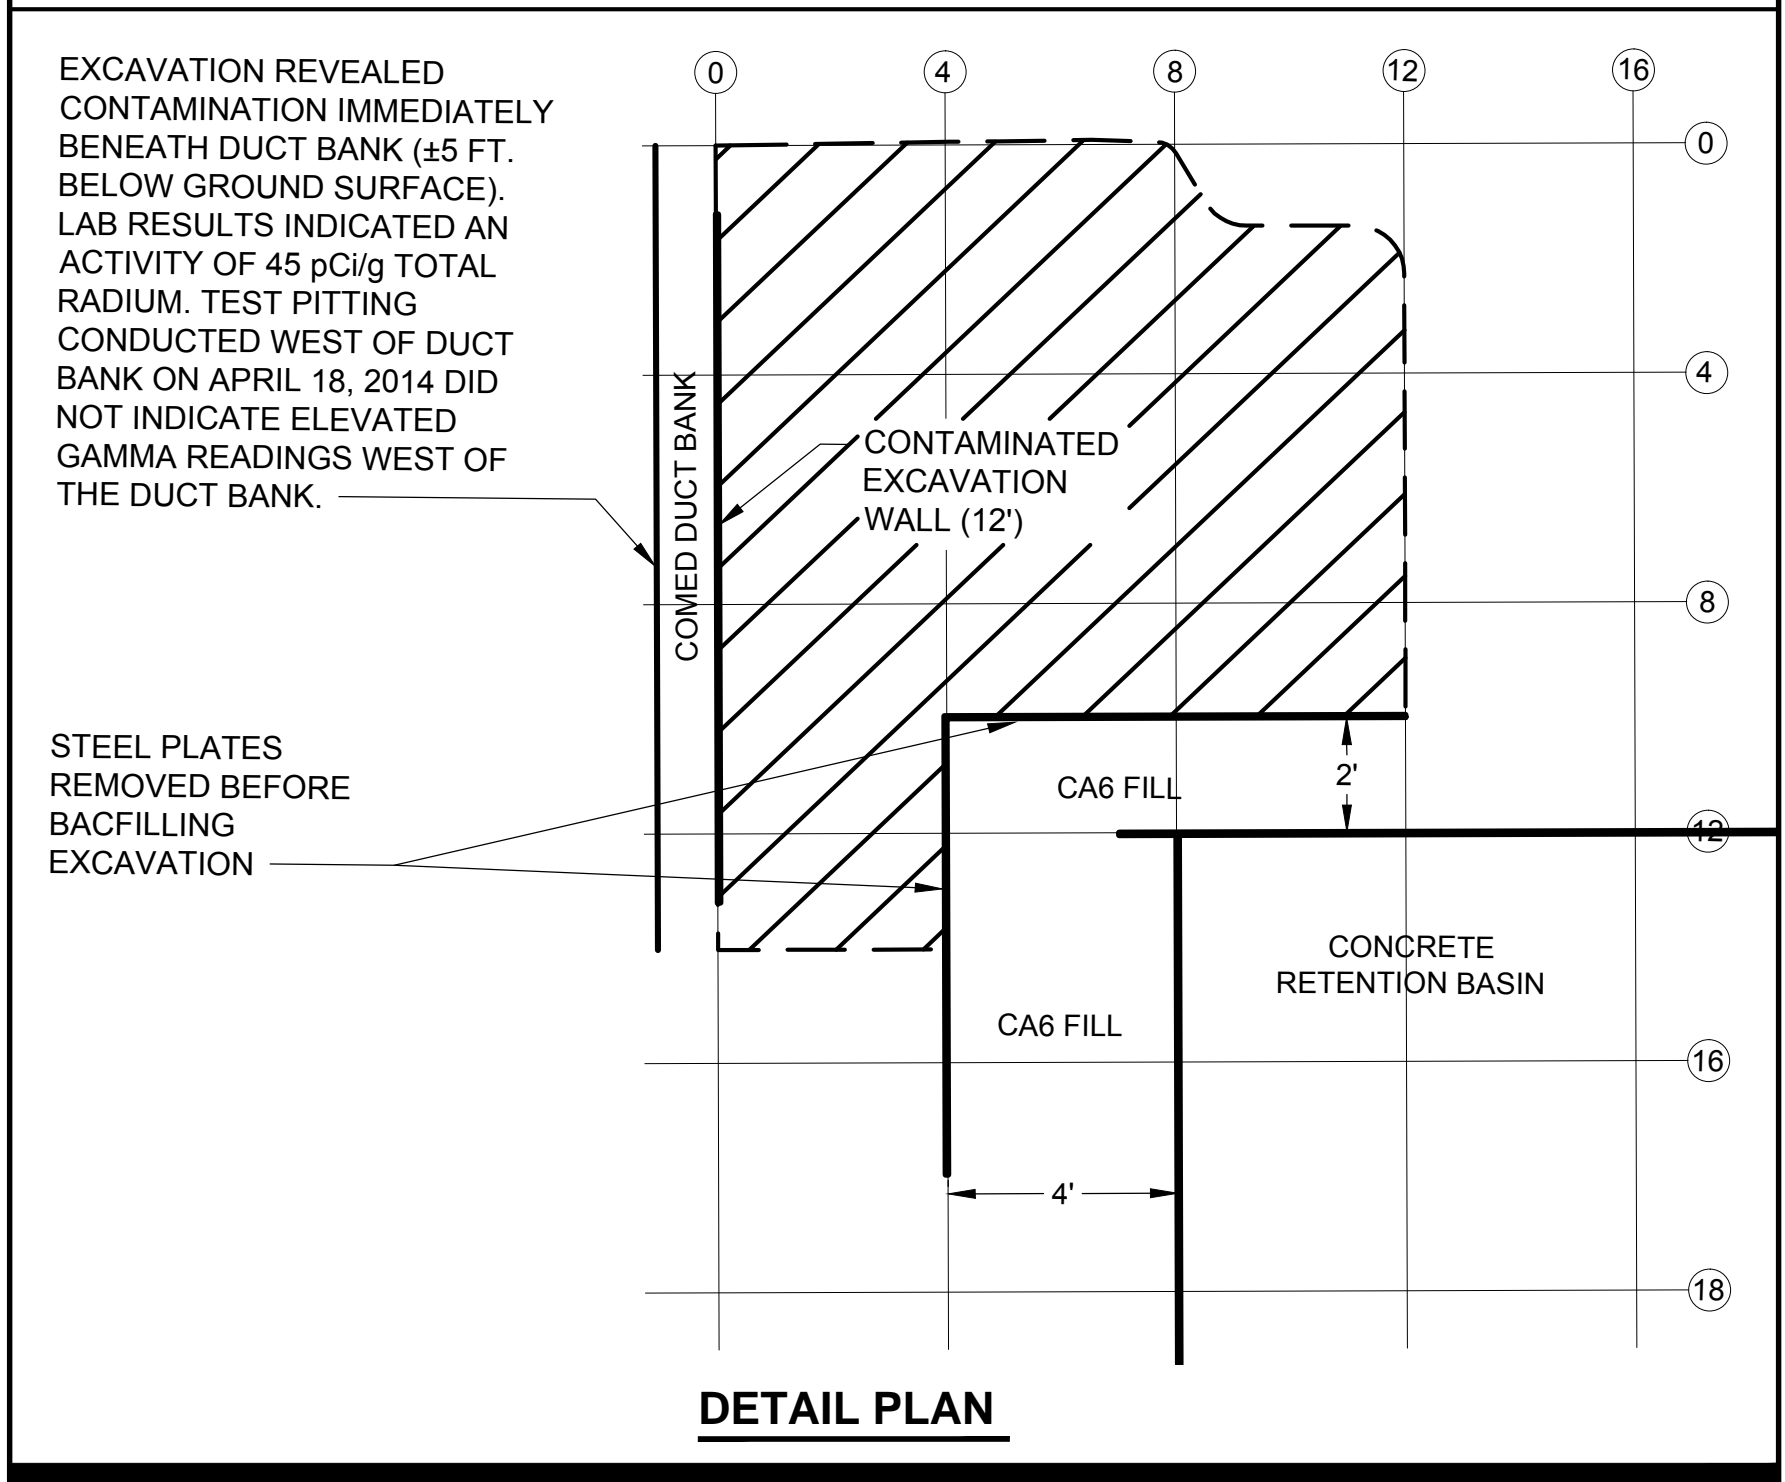 EXCAVATION REVEALED
CONTAMINATION IMMEDIATELY
BENEATH DUCT BANK (±5 FT.
BELOW GROUND SURFACE).
LAB RESULTS INDICATED AN
ACTIVITY OF 45 pCi/g TOTAL
RADIUM. TEST PITTING
CONDUCTED WEST OF DUCT
BANK ON APRIL 18, 2014 DID
NOT INDICATE ELEVATED
GAMMA READINGS WEST OF
THE DUCT BANK.
STEEL PLATES
REMOVED BEFORE
BACFILLING
EXCAVATION
0
4
8
12
16
0
4
8
12
16
18
COMED DUCT BANK
CONTAMINATED
EXCAVATION
WALL (12')
CA6 FILL
2'
CONCRETE
RETENTION BASIN
CA6 FILL
4'
DETAIL PLAN